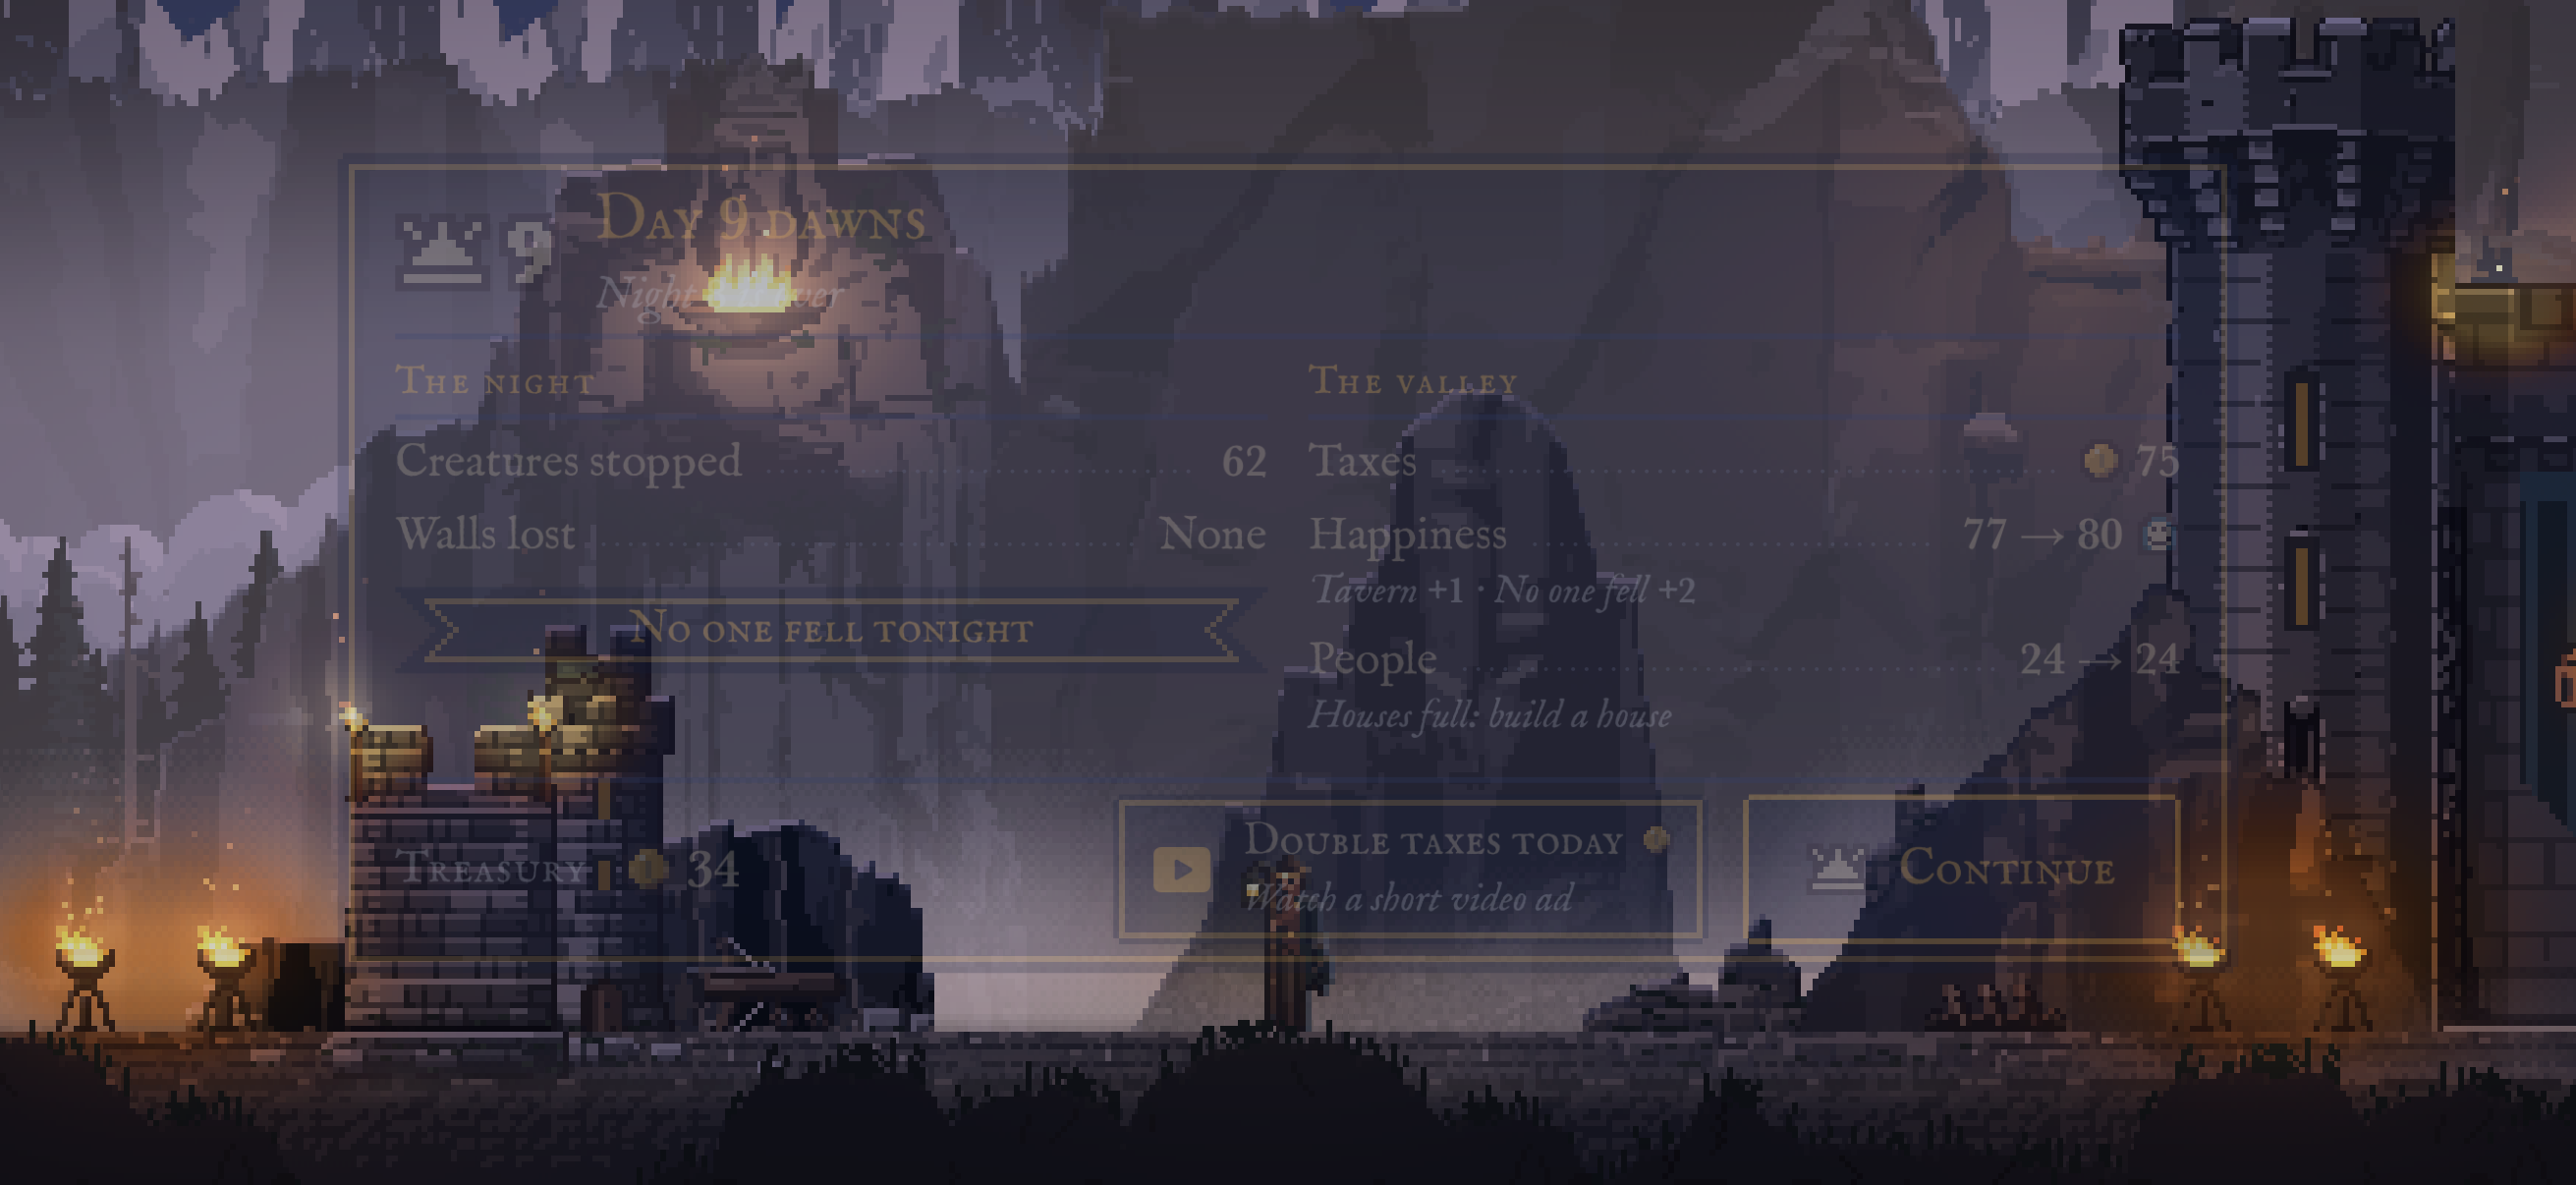 9
Day 9 dawns
Night over
The night
Creatures stopped 62
Walls lost None
No one fell tonight
The valley
Taxes 75
Happiness 77 → 80
Tavern +1 · No one fell +2
People 24 → 24
Houses full: build a house
Treasury 34
Double taxes today
Watch a short video ad
Continue